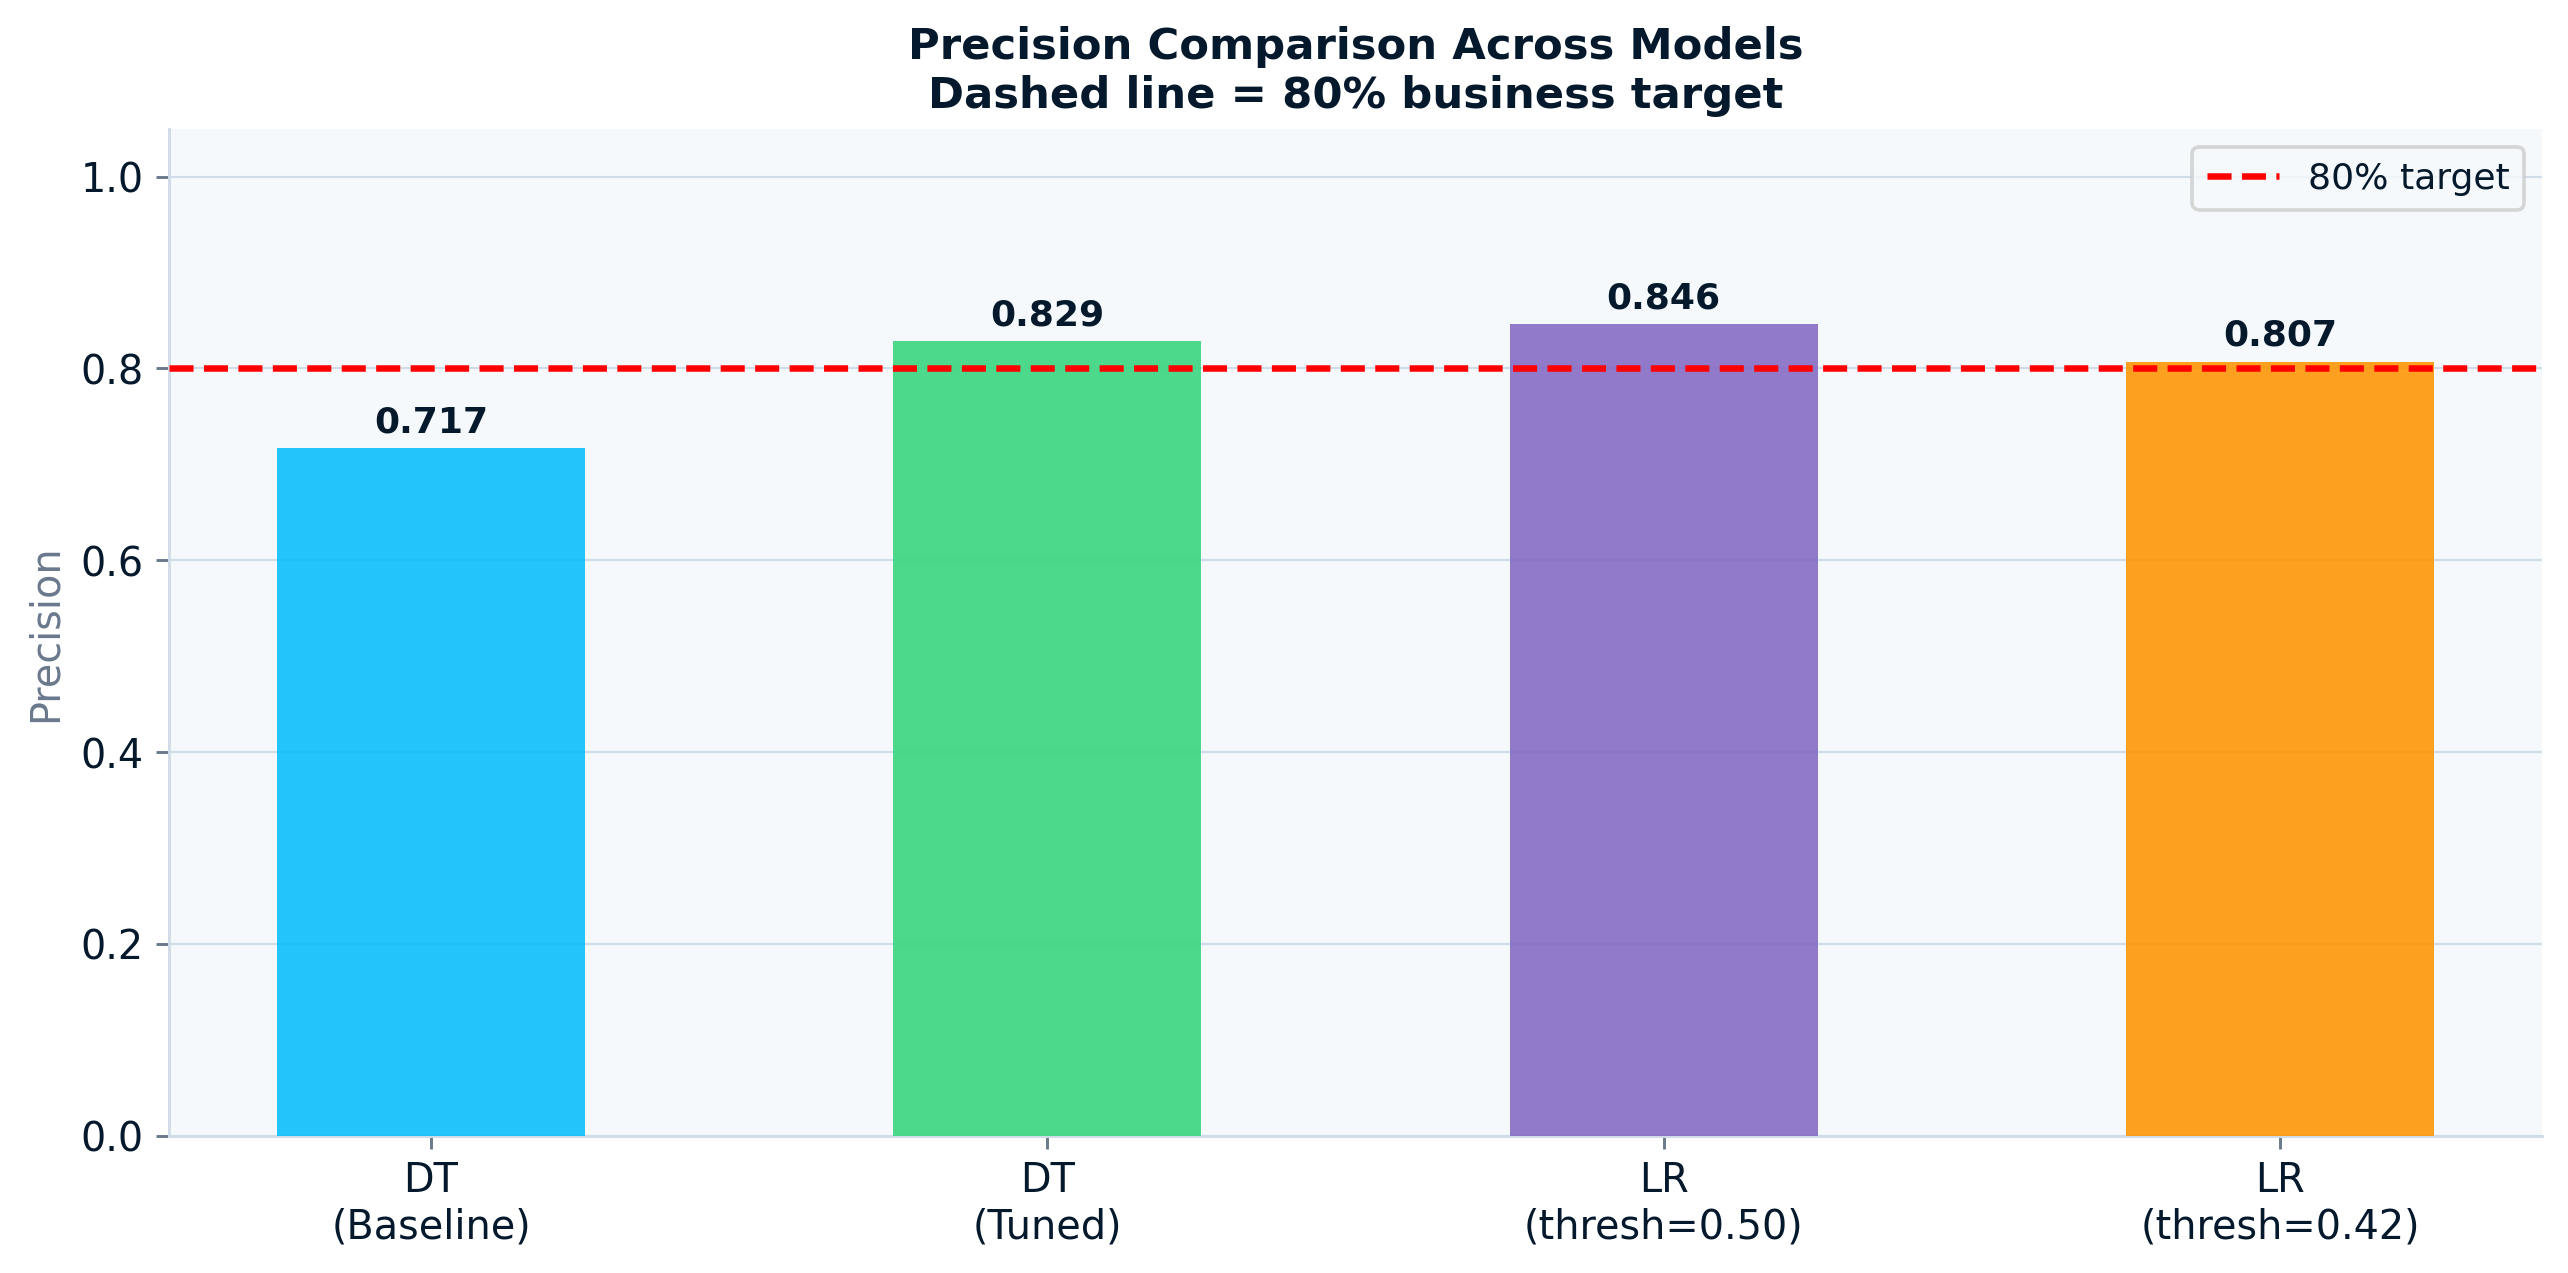 Precision Comparison Across Models
Dashed line = 80% business target
80% target
Precision
1.0
0.8
0.6
0.4
0.2
0.0
0.717
0.829
0.846
0.807
DT
(Baseline)
DT
(Tuned)
LR
(thresh=0.50)
LR
(thresh=0.42)